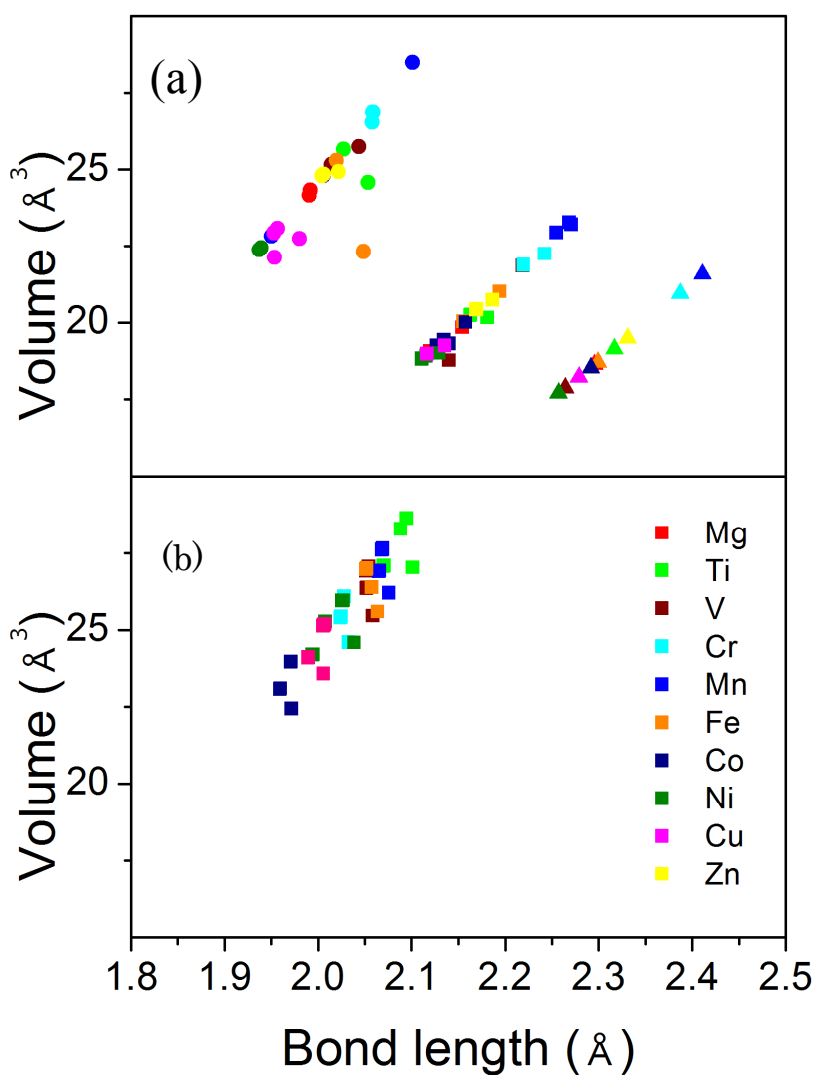 (a)
Volume (Å³)
25
20
(b)
Volume (Å³)
25
20
Mg
Ti
V
Cr
Mn
Fe
Co
Ni
Cu
Zn
1.8 1.9 2.0 2.1 2.2 2.3 2.4 2.5
Bond length (Å)